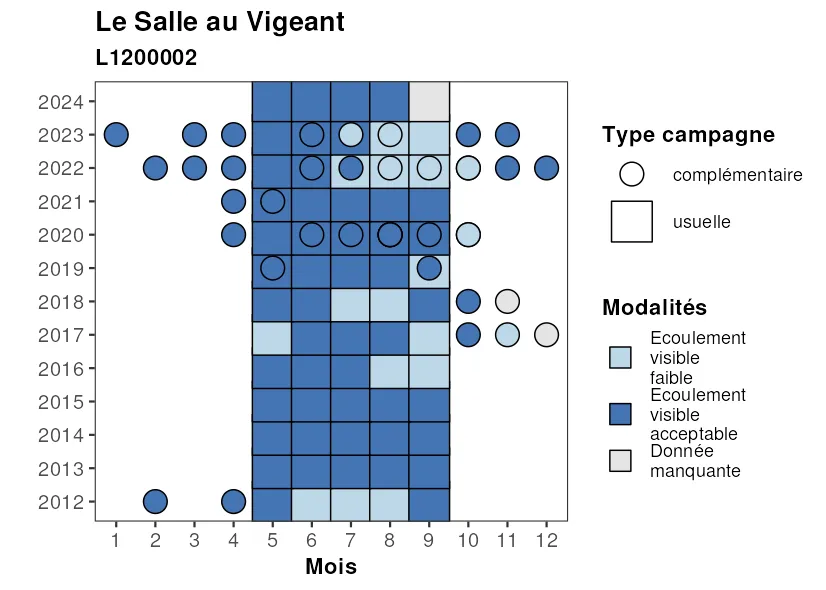 Le Salle au Vigeant
L1200002
2024
2023
2022
2021
2020
2019
2018
2017
2016
2015
2014
2013
2012
1 2 3 4 5 6 7 8 9 10 11 12
Mois
Type campagne
complémentaire
usuelle
Modalités
Ecoulement
visible
faible
Ecoulement
visible
acceptable
Donnée
manquante